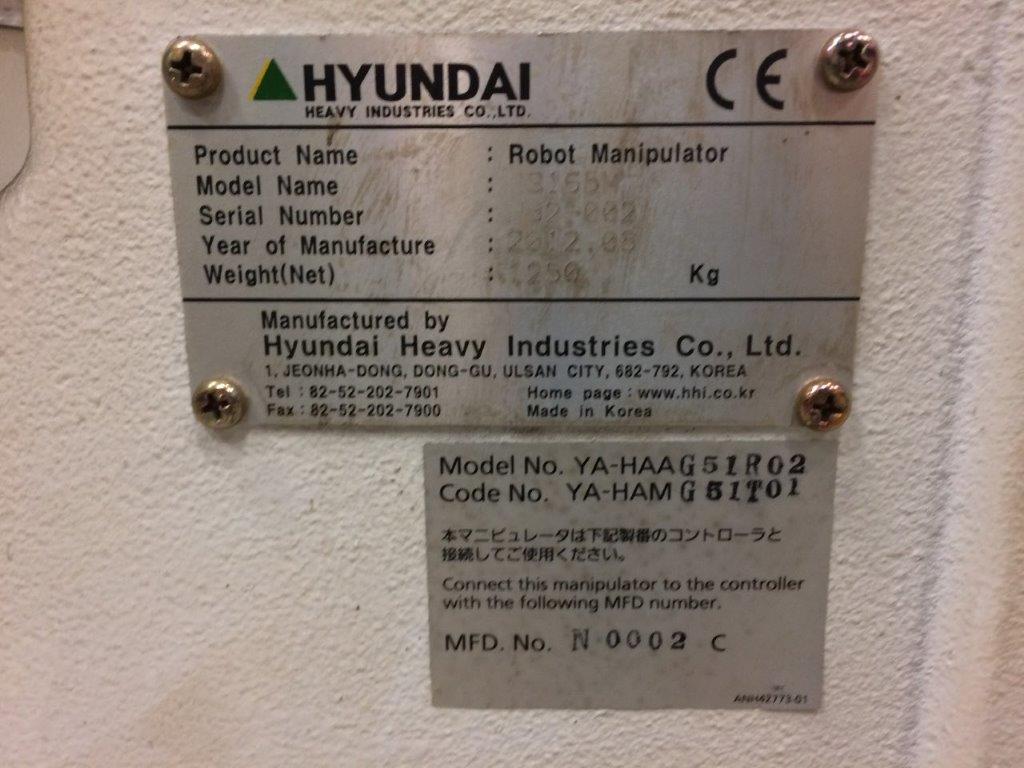 HYUNDAI
HEAVY INDUSTRIES CO.,LTD.
CE
Product Name : Robot Manipulator
Model Name :
Serial Number :
Year of Manufacture : 2012.08
Weight(Net) : 1250 Kg
Manufactured by
Hyundai Heavy Industries Co., Ltd.
1, JEONHA-DONG, DONG-GU, ULSAN CITY, 682-792, KOREA
Tel : 82-52-202-7901 Home page : www.hhi.co.kr
Fax : 82-52-202-7900 Made in Korea
Model No. YA-HAAG51R02
Code No. YA-HAMG51T01
本マニピュレータは下記製番のコントローラと
接続してご使用ください。
Connect this manipulator to the controller
with the following MFD number.
MFD. No. N 0002 C
ANH42773-01